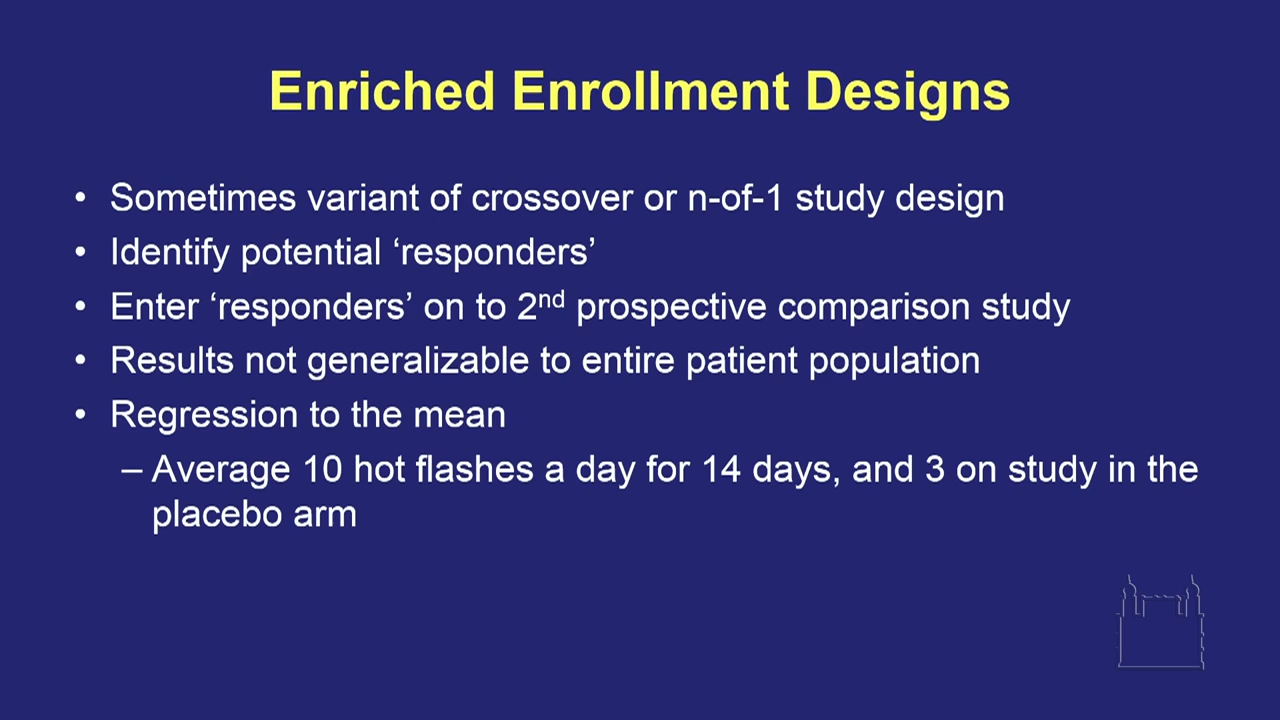 Enriched Enrollment Designs
• Sometimes variant of crossover or n-of-1 study design
• Identify potential ‘responders’
• Enter ‘responders’ on to 2nd prospective comparison study
• Results not generalizable to entire patient population
• Regression to the mean
– Average 10 hot flashes a day for 14 days, and 3 on study in the
placebo arm